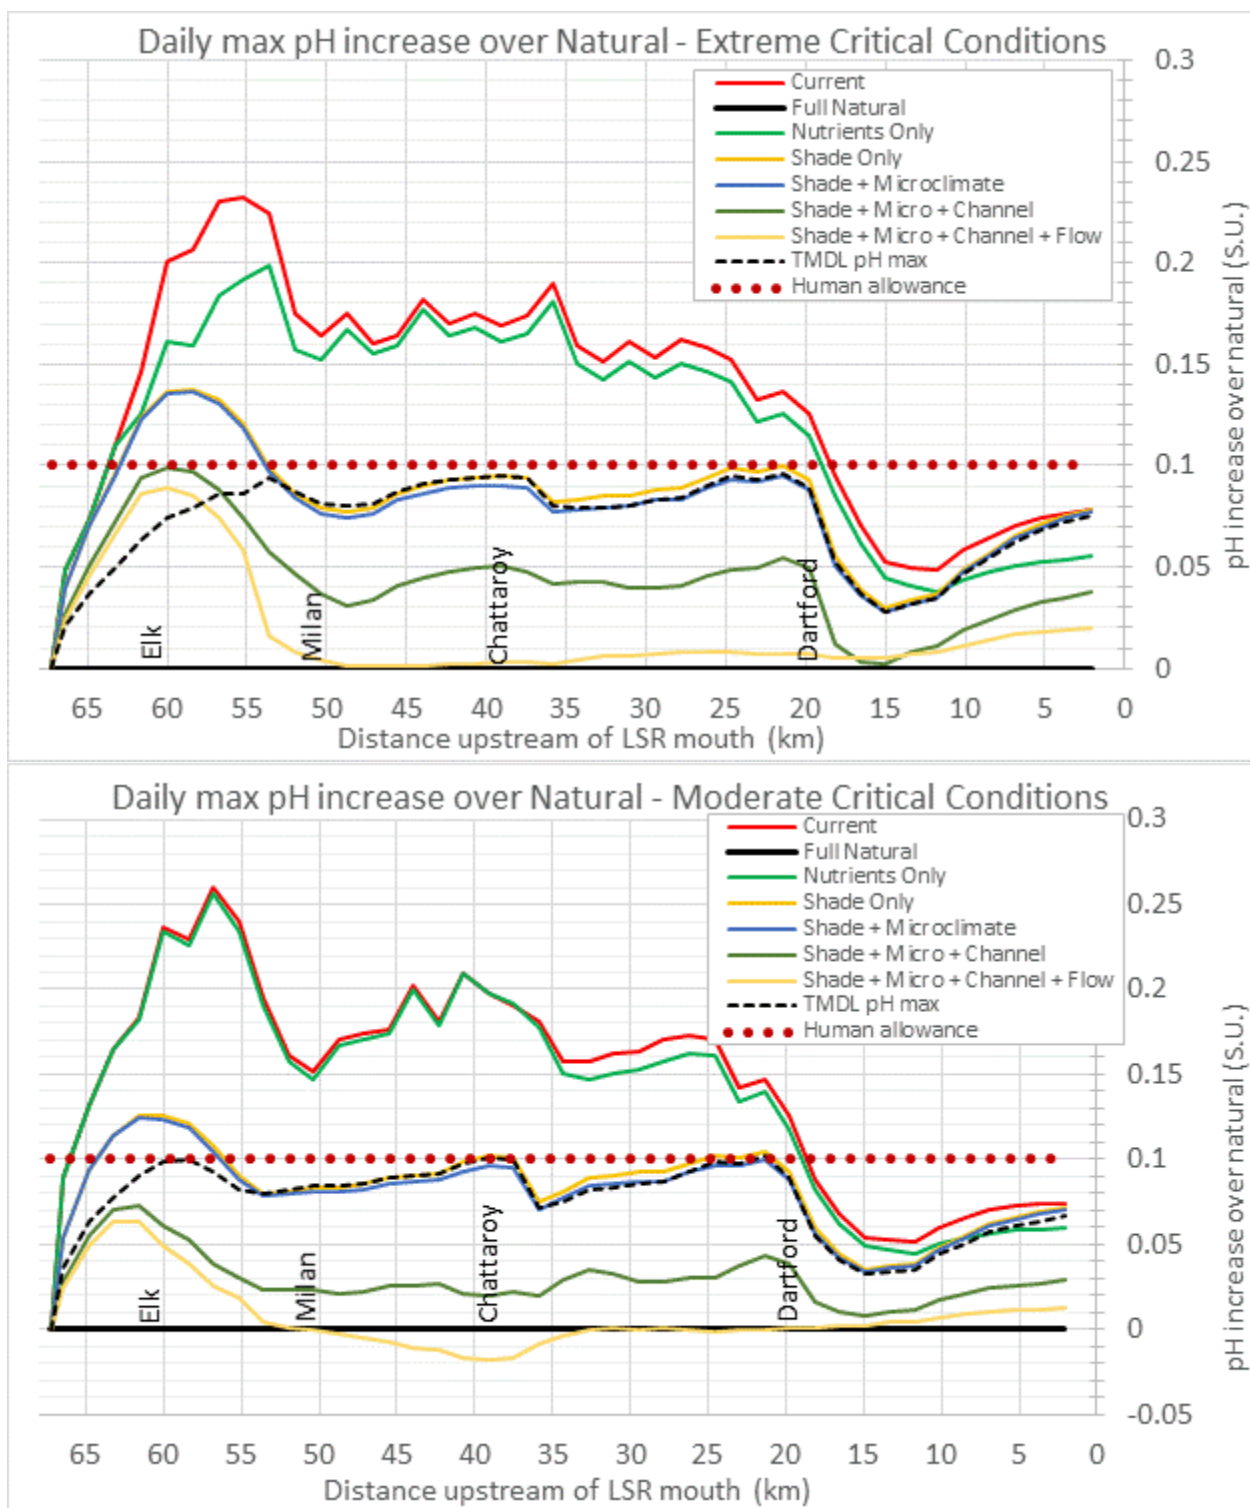 Daily max pH increase over Natural - Extreme Critical Conditions
Current
Full Natural
Nutrients Only
Shade Only
Shade + Microclimate
Shade + Micro + Channel
Shade + Micro + Channel + Flow
TMDL pH max
Human allowance
0.3
0.25
0.2
0.15
0.1
0.05
0
pH increase over natural (S.U.)
Elk
Milan
Chattaroy
Dartford
65 60 55 50 45 40 35 30 25 20 15 10 5 0
Distance upstream of LSR mouth (km)
Daily max pH increase over Natural - Moderate Critical Conditions
Current
Full Natural
Nutrients Only
Shade Only
Shade + Microclimate
Shade + Micro + Channel
Shade + Micro + Channel + Flow
TMDL pH max
Human allowance
0.3
0.25
0.2
0.15
0.1
0.05
0
-0.05
pH increase over natural (S.U.)
Elk
Milan
Chattaroy
Dartford
65 60 55 50 45 40 35 30 25 20 15 10 5 0
Distance upstream of LSR mouth (km)